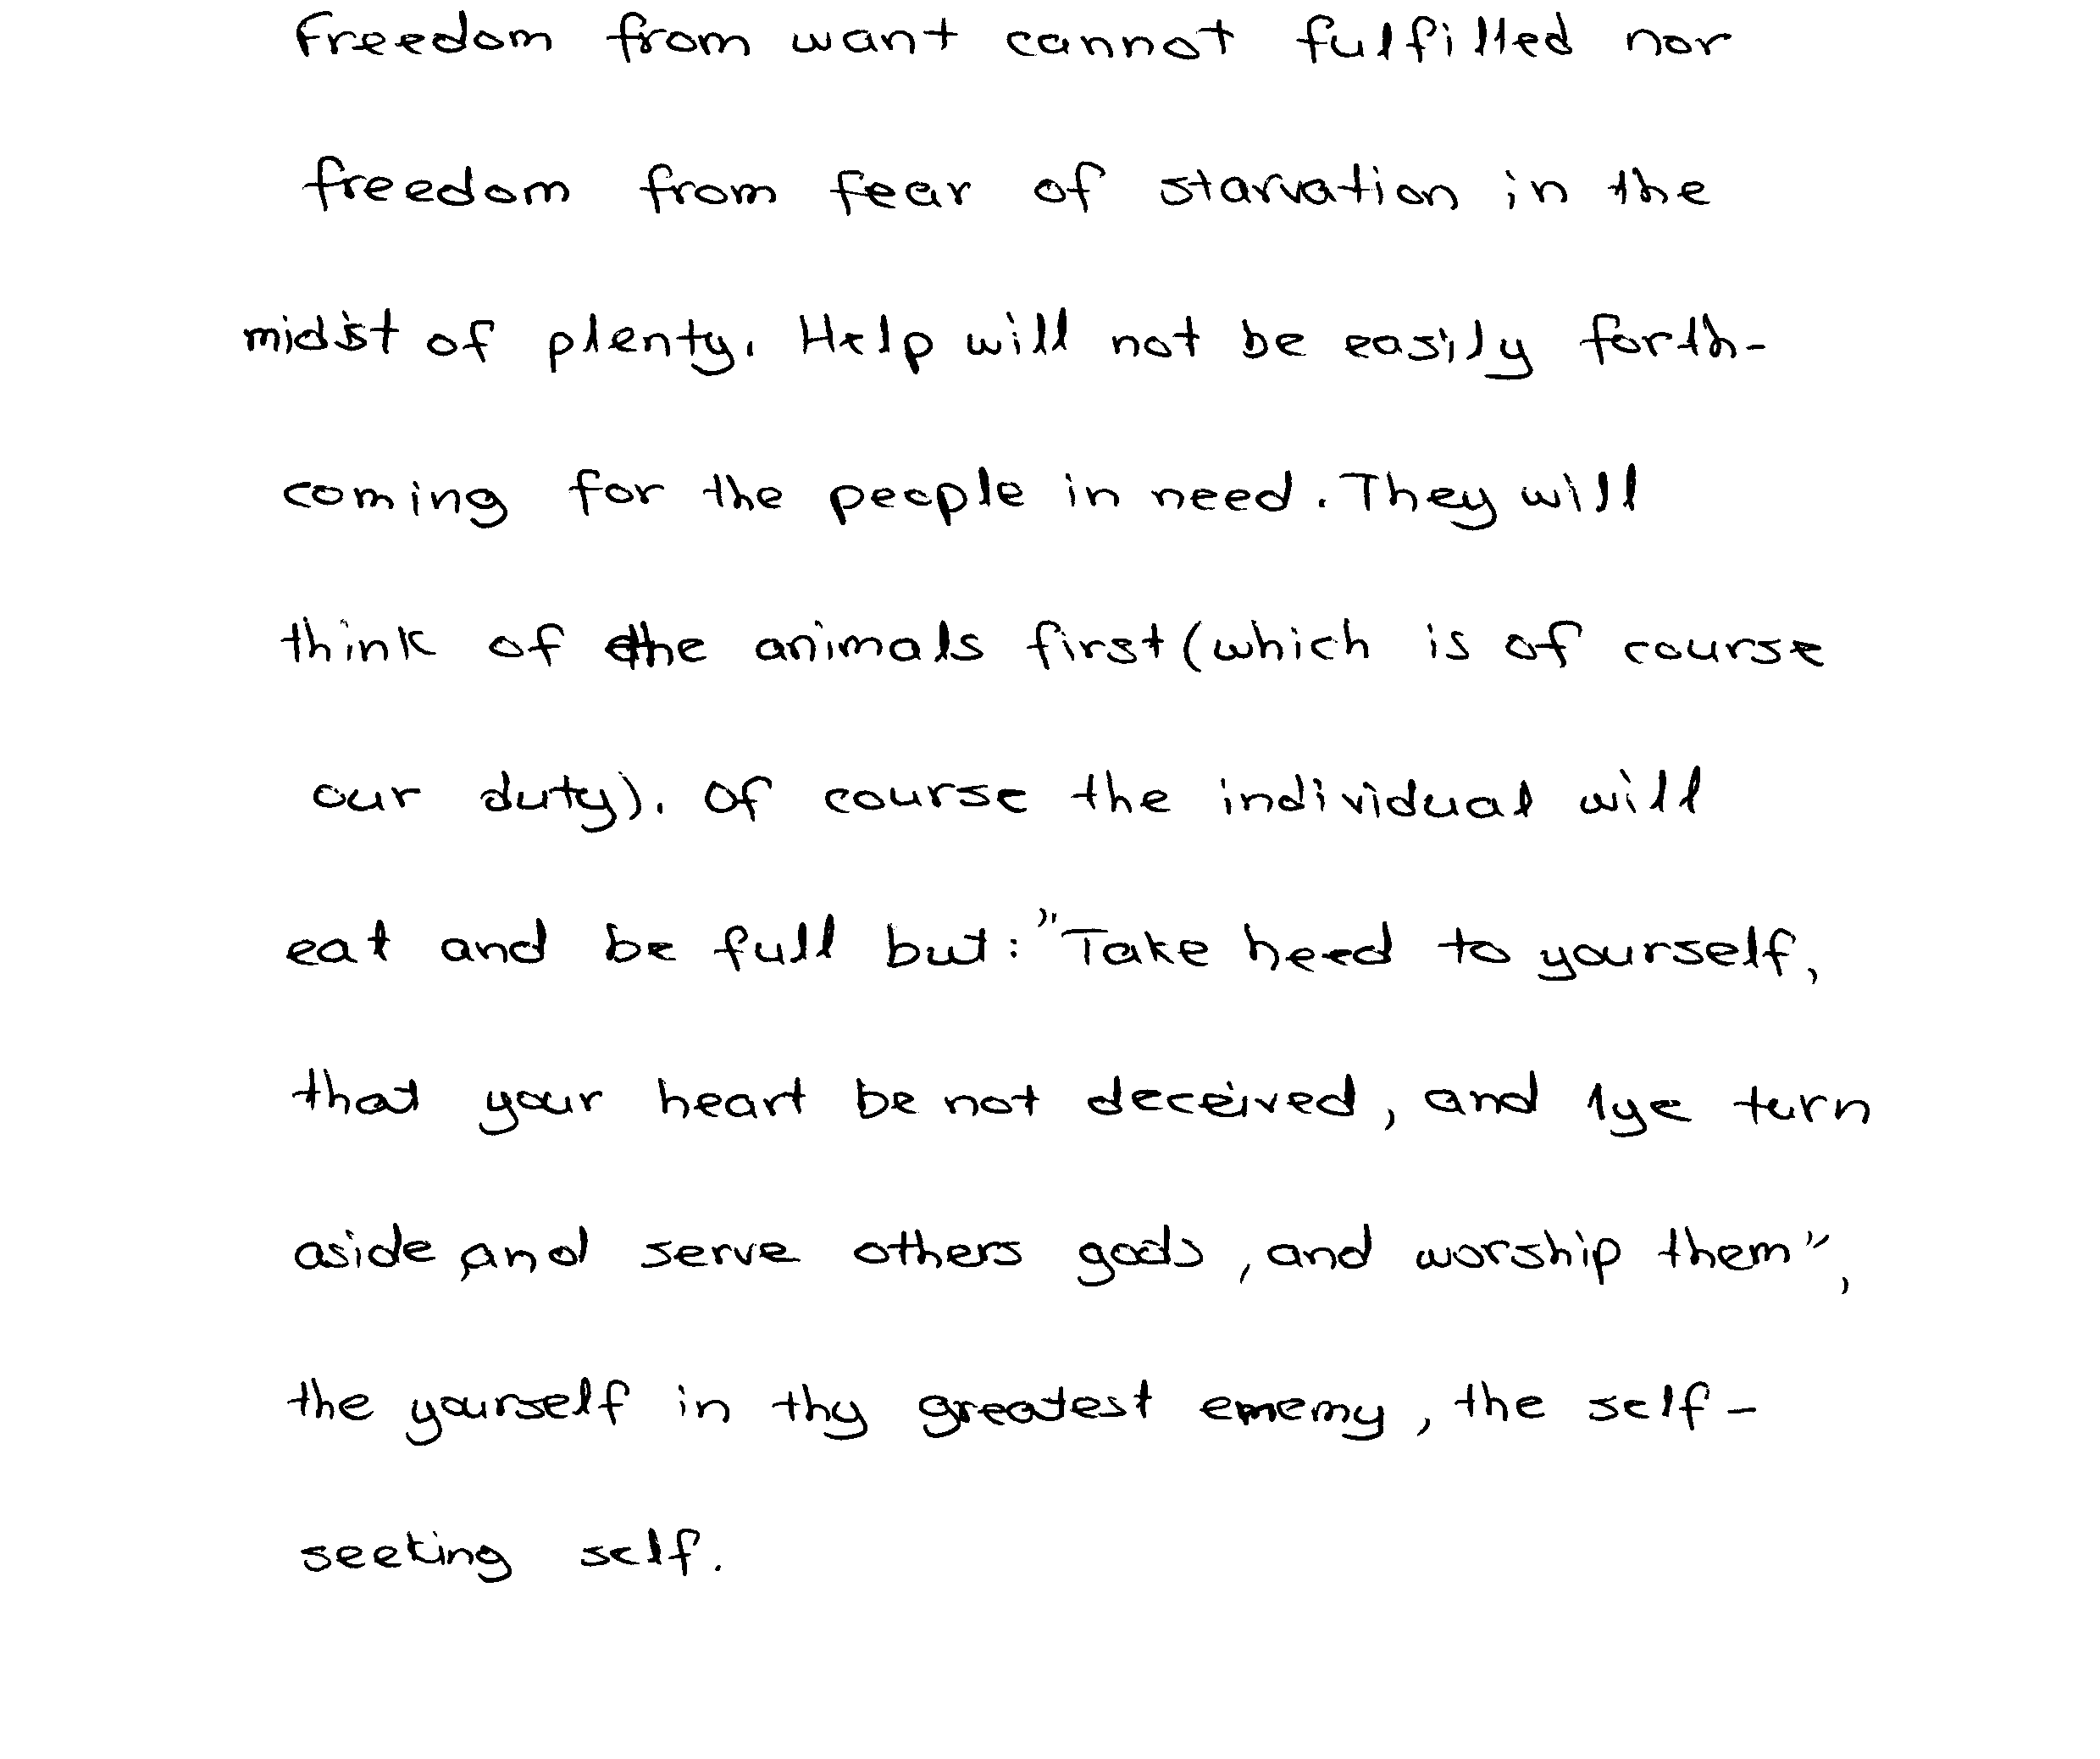 Freedom from want cannot fulfilled nor
freedom from fear of starvation in the
midst of plenty. Help will not be easily forth-
coming for the people in need. They will
think of the animals first (which is of course
our duty). Of course the individual will
eat and be full but: "Take heed to yourself,
that your heart be not deceived, and 1ye turn
aside, and serve others gods, and worship them",
the yourself in thy greatest ememy, the self-
seeking self.